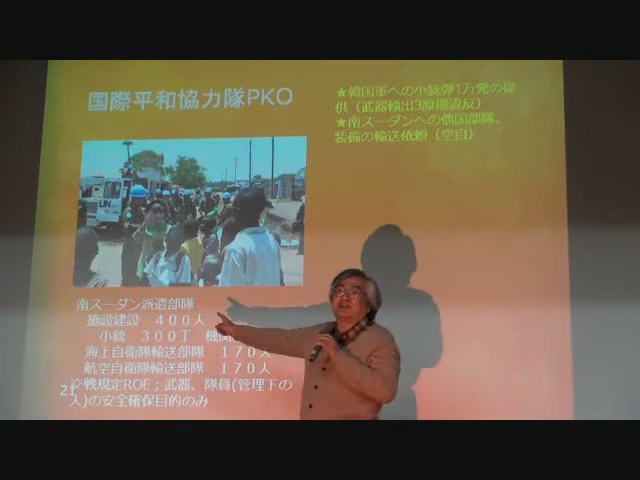 国際平和協力隊PKO
★韓国軍への小銃弾1万発の提
供（武器輸出3原則違反）
★南スーダンへの他国部隊、
装備の輸送依頼（空自）
UN
南スーダン派遣部隊
施設建設　４００人
小銃　３００丁　機関
海上自衛隊輸送部隊　１７０人
航空自衛隊輸送部隊　１７０人
交戦規定ROE；武器、隊員(管理下の
人)の安全確保目的のみ
21